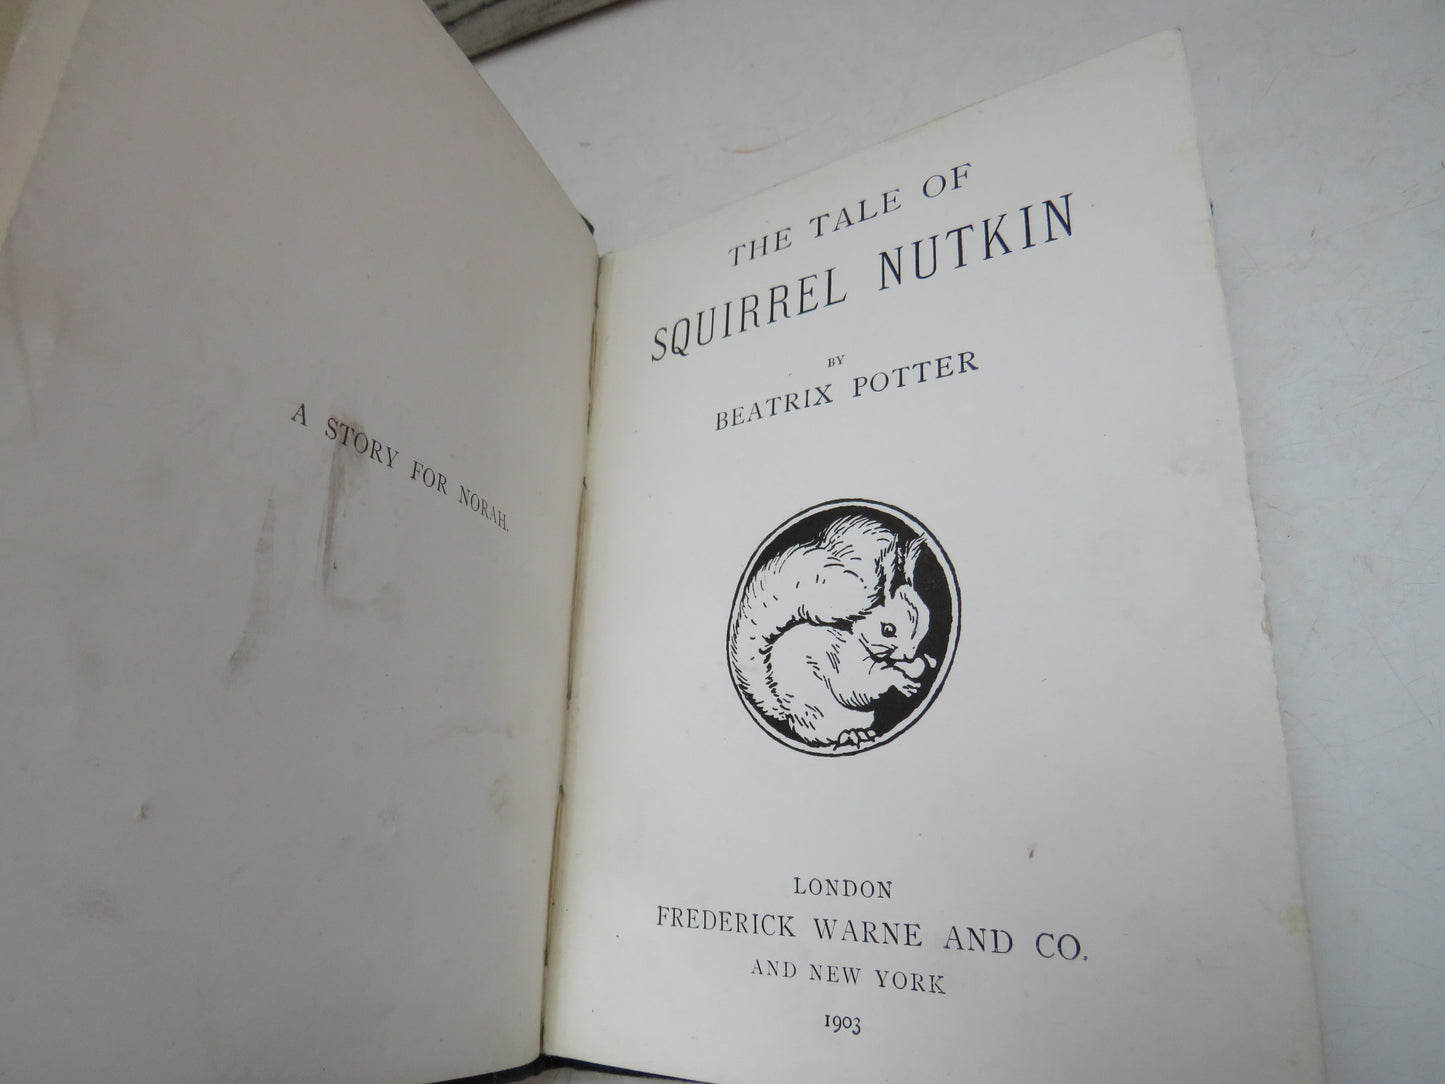 A STORY FOR NORAH.
THE TALE OF
SQUIRREL NUTKIN
BY
BEATRIX POTTER
LONDON
FREDERICK WARNE AND CO.
AND NEW YORK
1903